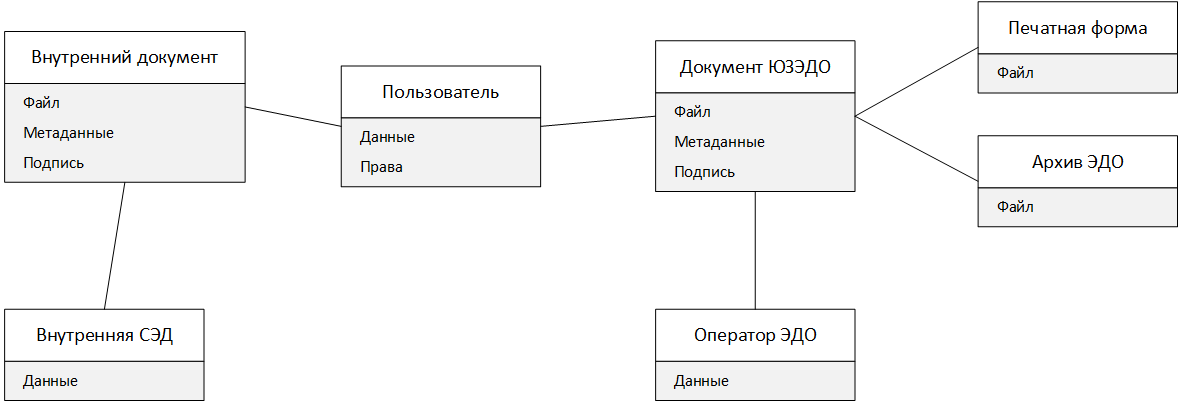 Внутренний документ
Файл
Метаданные
Подпись
Пользователь
Данные
Права
Документ ЮЗЭДО
Файл
Метаданные
Подпись
Печатная форма
Файл
Архив ЭДО
Файл
Внутренняя СЭД
Данные
Оператор ЭДО
Данные